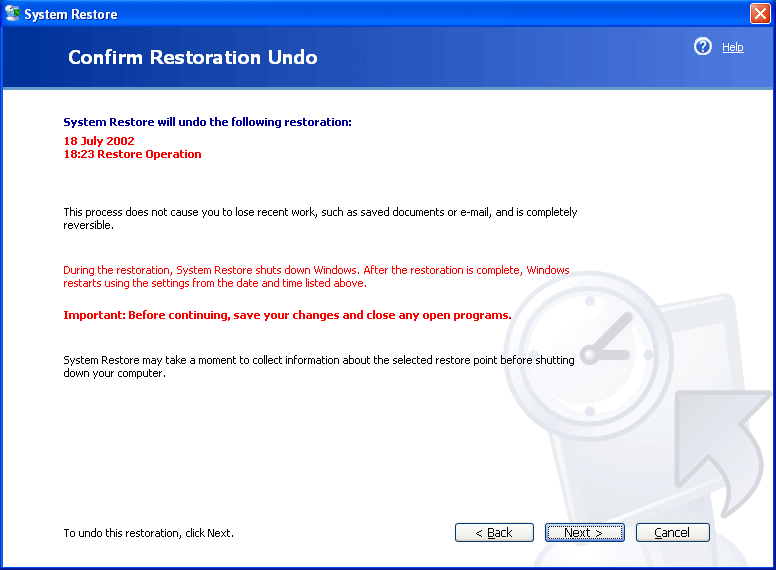 System Restore
Confirm Restoration Undo
Help
System Restore will undo the following restoration:
18 July 2002
18:23 Restore Operation
This process does not cause you to lose recent work, such as saved documents or e-mail, and is completely
reversible.
During the restoration, System Restore shuts down Windows. After the restoration is complete, Windows
restarts using the settings from the date and time listed above.
Important: Before continuing, save your changes and close any open programs.
System Restore may take a moment to collect information about the selected restore point before shutting
down your computer.
To undo this restoration, click Next.
< Back
Next >
Cancel